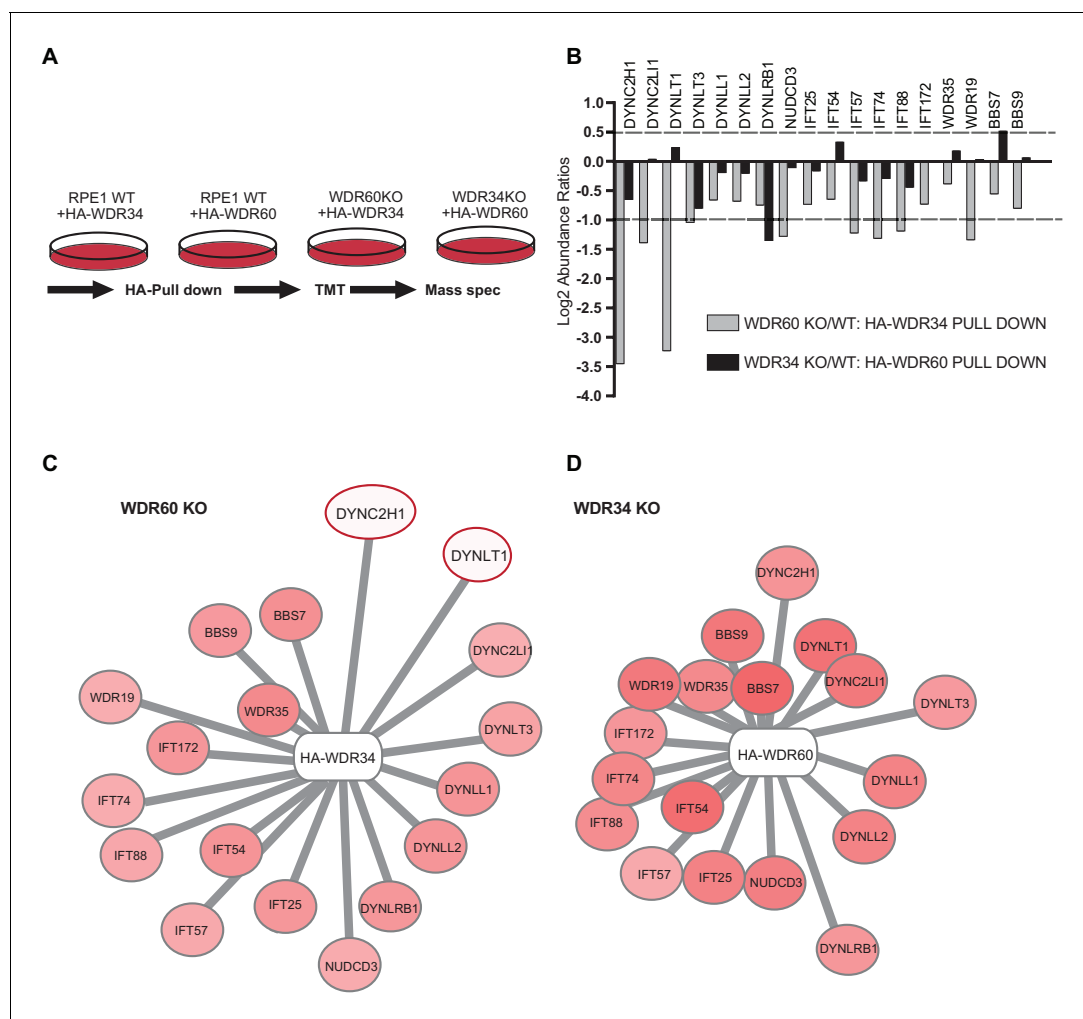 A
RPE1 WT
+HA-WDR34
RPE1 WT
+HA-WDR60
WDR60KO
+HA-WDR34
WDR34KO
+HA-WDR60
HA-Pull down
TMT
Mass spec
B
Log2 Abundance Ratios
1.0
0.5
0.0
-0.5
-1.0
-1.5
-2.0
-2.5
-3.0
-3.5
-4.0
DYNC2H1
DYNC2LI1
DYNLT1
DYNLT3
DYNLL1
DYNLL2
DYNLRB1
NUDCD3
IFT25
IFT54
IFT57
IFT74
IFT88
IFT172
WDR35
WDR19
BBS7
BBS9
WDR60 KO/WT: HA-WDR34 PULL DOWN
WDR34 KO/WT: HA-WDR60 PULL DOWN
C
WDR60 KO
DYNC2H1
DYNLT1
BBS7
BBS9
DYNC2LI1
WDR19
WDR35
DYNLT3
IFT172
HA-WDR34
IFT74
DYNLL1
IFT88
IFT54
DYNLL2
IFT25
DYNLRB1
IFT57
NUDCD3
D
WDR34 KO
DYNC2H1
BBS9
DYNLT1
WDR19
WDR35
BBS7
DYNC2LI1
DYNLT3
IFT172
HA-WDR60
IFT74
DYNLL1
IFT88
IFT54
DYNLL2
IFT57
IFT25
NUDCD3
DYNLRB1